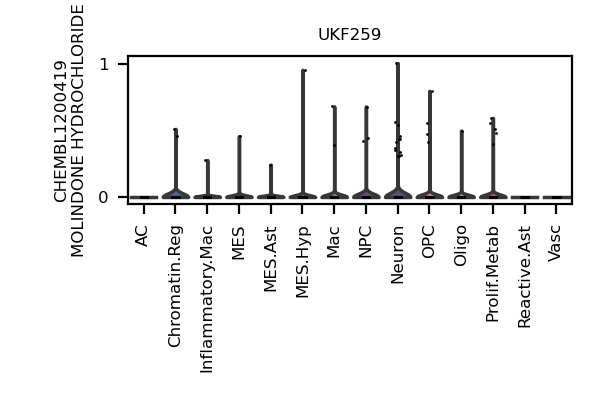 UKF259
CHEMBL1200419
MOLINDONE HYDROCHLORIDE
1
0
AC
Chromatin.Reg
Inflammatory.Mac
MES
MES.Ast
MES.Hyp
Mac
NPC
Neuron
OPC
Oligo
Prolif.Metab
Reactive.Ast
Vasc